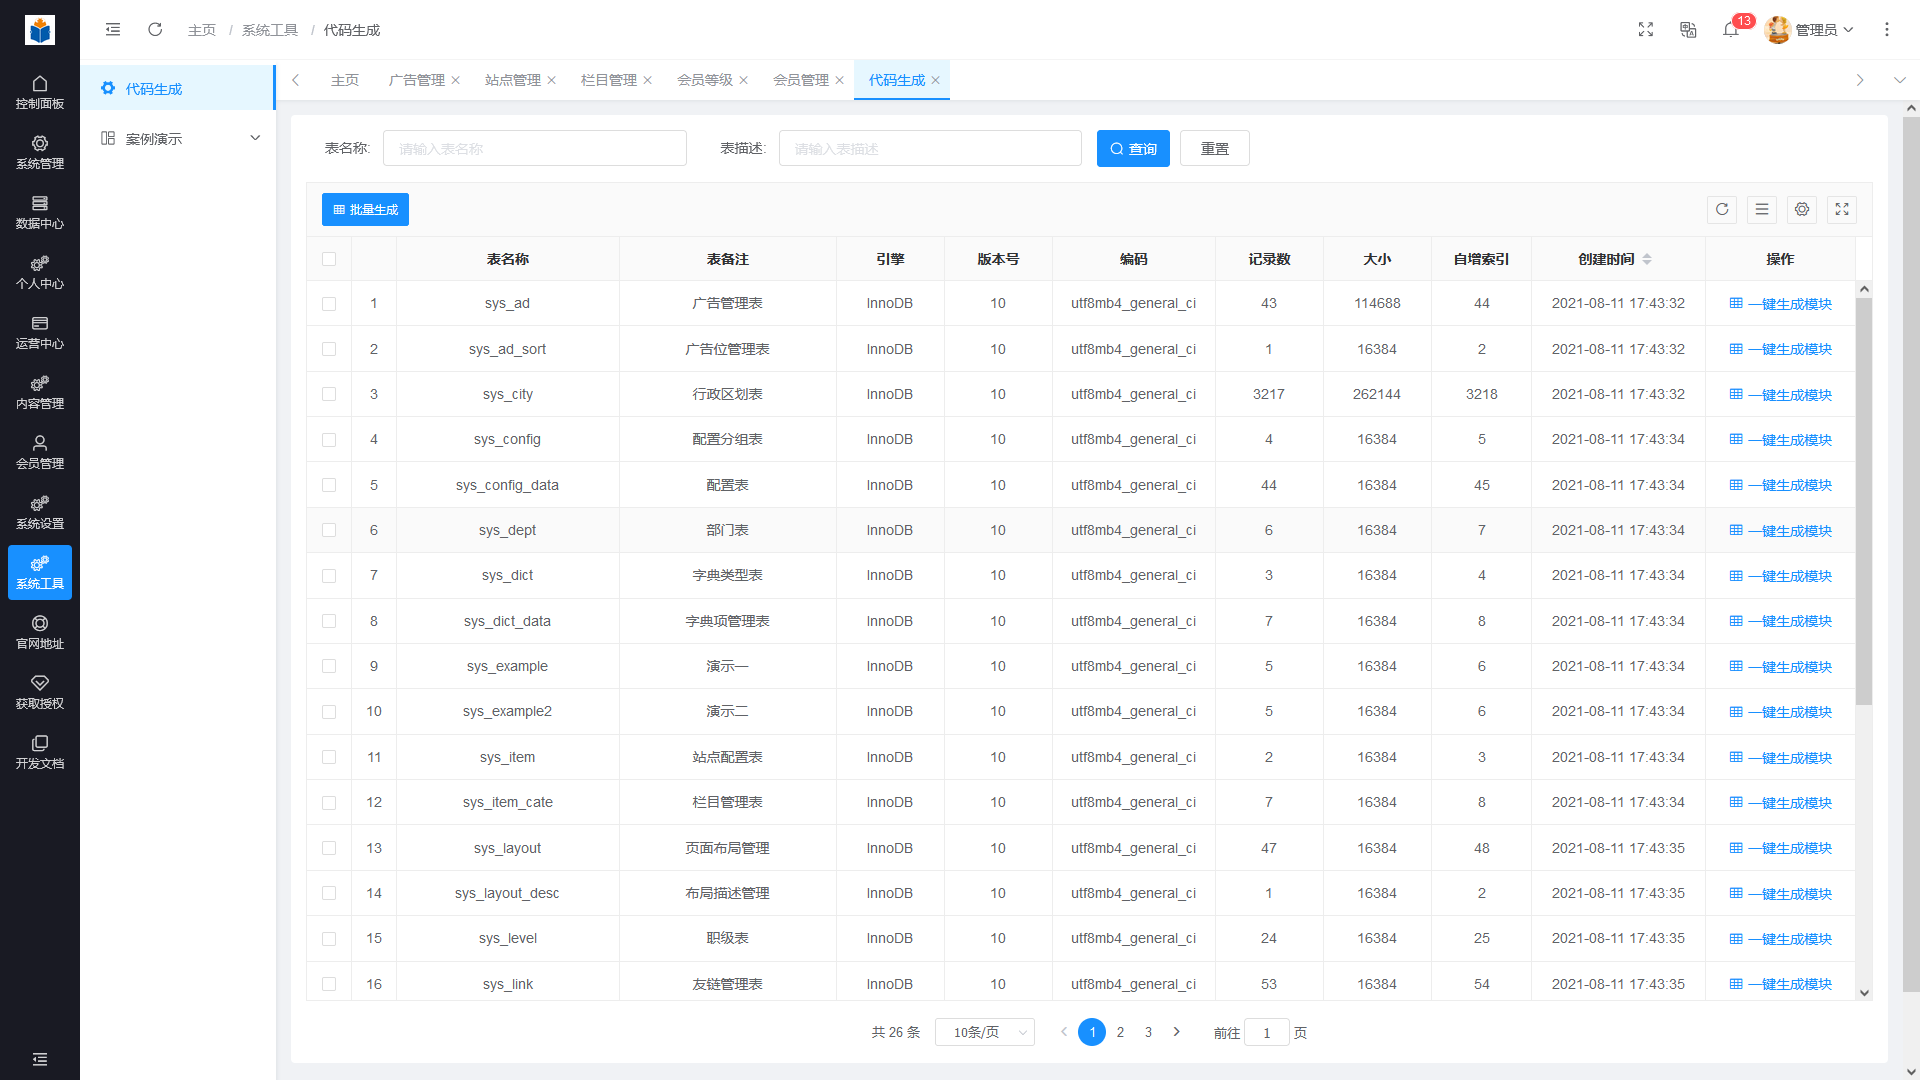 主页 / 系统工具 / 代码生成
13
管理员
控制面板
系统管理
数据中心
个人中心
运营中心
内容管理
会员管理
系统设置
系统工具
官网地址
获取授权
开发文档
代码生成
案例演示
主页 广告管理 站点管理 栏目管理 会员等级 会员管理 代码生成
表名称: 请输入表名称 表描述: 请输入表描述 查询 重置
批量生成
表名称 表备注 引擎 版本号 编码 记录数 大小 自增索引 创建时间 操作
1 sys_ad 广告管理表 InnoDB 10 utf8mb4_general_ci 43 114688 44 2021-08-11 17:43:32 一键生成模块
2 sys_ad_sort 广告位管理表 InnoDB 10 utf8mb4_general_ci 1 16384 2 2021-08-11 17:43:32 一键生成模块
3 sys_city 行政区划表 InnoDB 10 utf8mb4_general_ci 3217 262144 3218 2021-08-11 17:43:32 一键生成模块
4 sys_config 配置分组表 InnoDB 10 utf8mb4_general_ci 4 16384 5 2021-08-11 17:43:34 一键生成模块
5 sys_config_data 配置表 InnoDB 10 utf8mb4_general_ci 44 16384 45 2021-08-11 17:43:34 一键生成模块
6 sys_dept 部门表 InnoDB 10 utf8mb4_general_ci 6 16384 7 2021-08-11 17:43:34 一键生成模块
7 sys_dict 字典类型表 InnoDB 10 utf8mb4_general_ci 3 16384 4 2021-08-11 17:43:34 一键生成模块
8 sys_dict_data 字典项管理表 InnoDB 10 utf8mb4_general_ci 7 16384 8 2021-08-11 17:43:34 一键生成模块
9 sys_example 演示一 InnoDB 10 utf8mb4_general_ci 5 16384 6 2021-08-11 17:43:34 一键生成模块
10 sys_example2 演示二 InnoDB 10 utf8mb4_general_ci 5 16384 6 2021-08-11 17:43:34 一键生成模块
11 sys_item 站点配置表 InnoDB 10 utf8mb4_general_ci 2 16384 3 2021-08-11 17:43:34 一键生成模块
12 sys_item_cate 栏目管理表 InnoDB 10 utf8mb4_general_ci 7 16384 8 2021-08-11 17:43:34 一键生成模块
13 sys_layout 页面布局管理 InnoDB 10 utf8mb4_general_ci 47 16384 48 2021-08-11 17:43:35 一键生成模块
14 sys_layout_desc 布局描述管理 InnoDB 10 utf8mb4_general_ci 1 16384 2 2021-08-11 17:43:35 一键生成模块
15 sys_level 职级表 InnoDB 10 utf8mb4_general_ci 24 16384 25 2021-08-11 17:43:35 一键生成模块
16 sys_link 友链管理表 InnoDB 10 utf8mb4_general_ci 53 16384 54 2021-08-11 17:43:35 一键生成模块
共 26 条 10条/页 1 2 3 前往 1 页